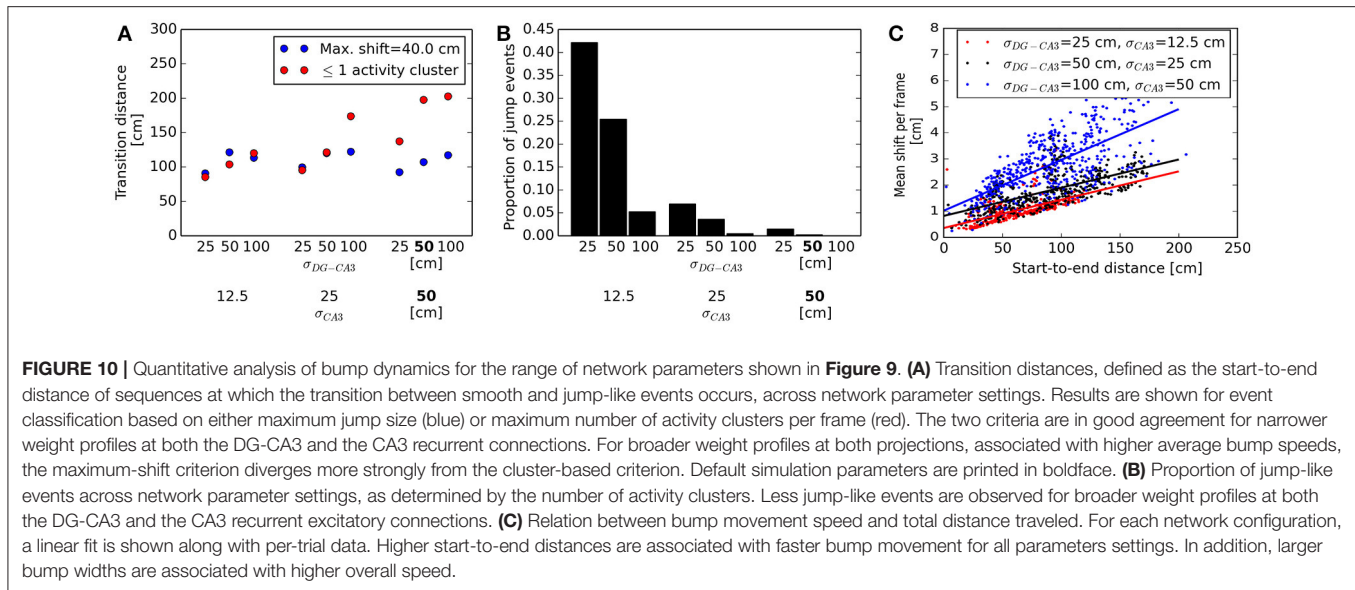 A
300
250
200
150
100
50
0
Transition distance
[cm]
Max. shift=40.0 cm
≤ 1 activity cluster
25 50 100 25 50 100 25 50 100
σDG−CA3 [cm]
12.5 25 50
σCA3 [cm]
B
0.45
0.40
0.35
0.30
0.25
0.20
0.15
0.10
0.05
0.00
Proportion of jump events
25 50 100 25 50 100 25 50 100
σDG−CA3 [cm]
12.5 25 50
σCA3 [cm]
C
8
7
6
5
4
3
2
1
0
Mean shift per frame
[cm]
σDG−CA3=25 cm, σCA3=12.5 cm
σDG−CA3=50 cm, σCA3=25 cm
σDG−CA3=100 cm, σCA3=50 cm
0 50 100 150 200 250
Start-to-end distance [cm]
FIGURE 10 | Quantitative analysis of bump dynamics for the range of network parameters shown in Figure 9. (A) Transition distances, defined as the start-to-end
distance of sequences at which the transition between smooth and jump-like events occurs, across network parameter settings. Results are shown for event
classification based on either maximum jump size (blue) or maximum number of activity clusters per frame (red). The two criteria are in good agreement for narrower
weight profiles at both the DG-CA3 and the CA3 recurrent connections. For broader weight profiles at both projections, associated with higher average bump speeds,
the maximum-shift criterion diverges more strongly from the cluster-based criterion. Default simulation parameters are printed in boldface. (B) Proportion of jump-like
events across network parameter settings, as determined by the number of activity clusters. Less jump-like events are observed for broader weight profiles at both
the DG-CA3 and the CA3 recurrent excitatory connections. (C) Relation between bump movement speed and total distance traveled. For each network configuration,
a linear fit is shown along with per-trial data. Higher start-to-end distances are associated with faster bump movement for all parameters settings. In addition, larger
bump widths are associated with higher overall speed.